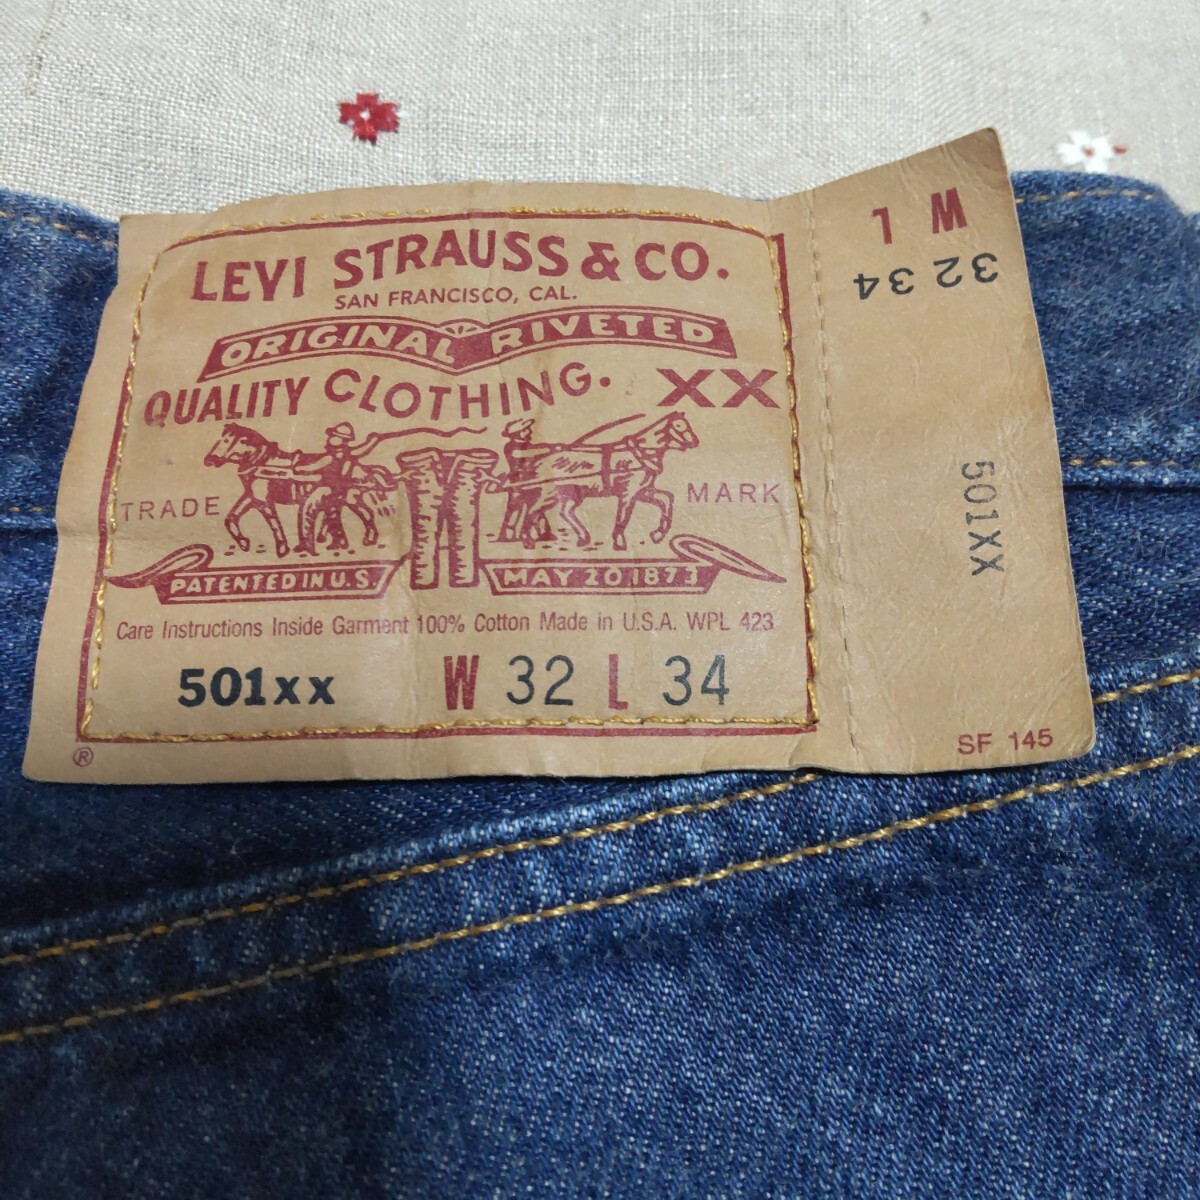 LEVI STRAUSS & CO.
SAN FRANCISCO, CAL.
ORIGINAL RIVETED
QUALITY CLOTHING. XX
TRADE MARK
PATENTED IN U.S. MAY 20 1873
Care Instructions Inside Garment 100% Cotton Made in U.S.A. WPL 423
501xx W 32 L 34
®
W L
32 34
501XX
SF 145